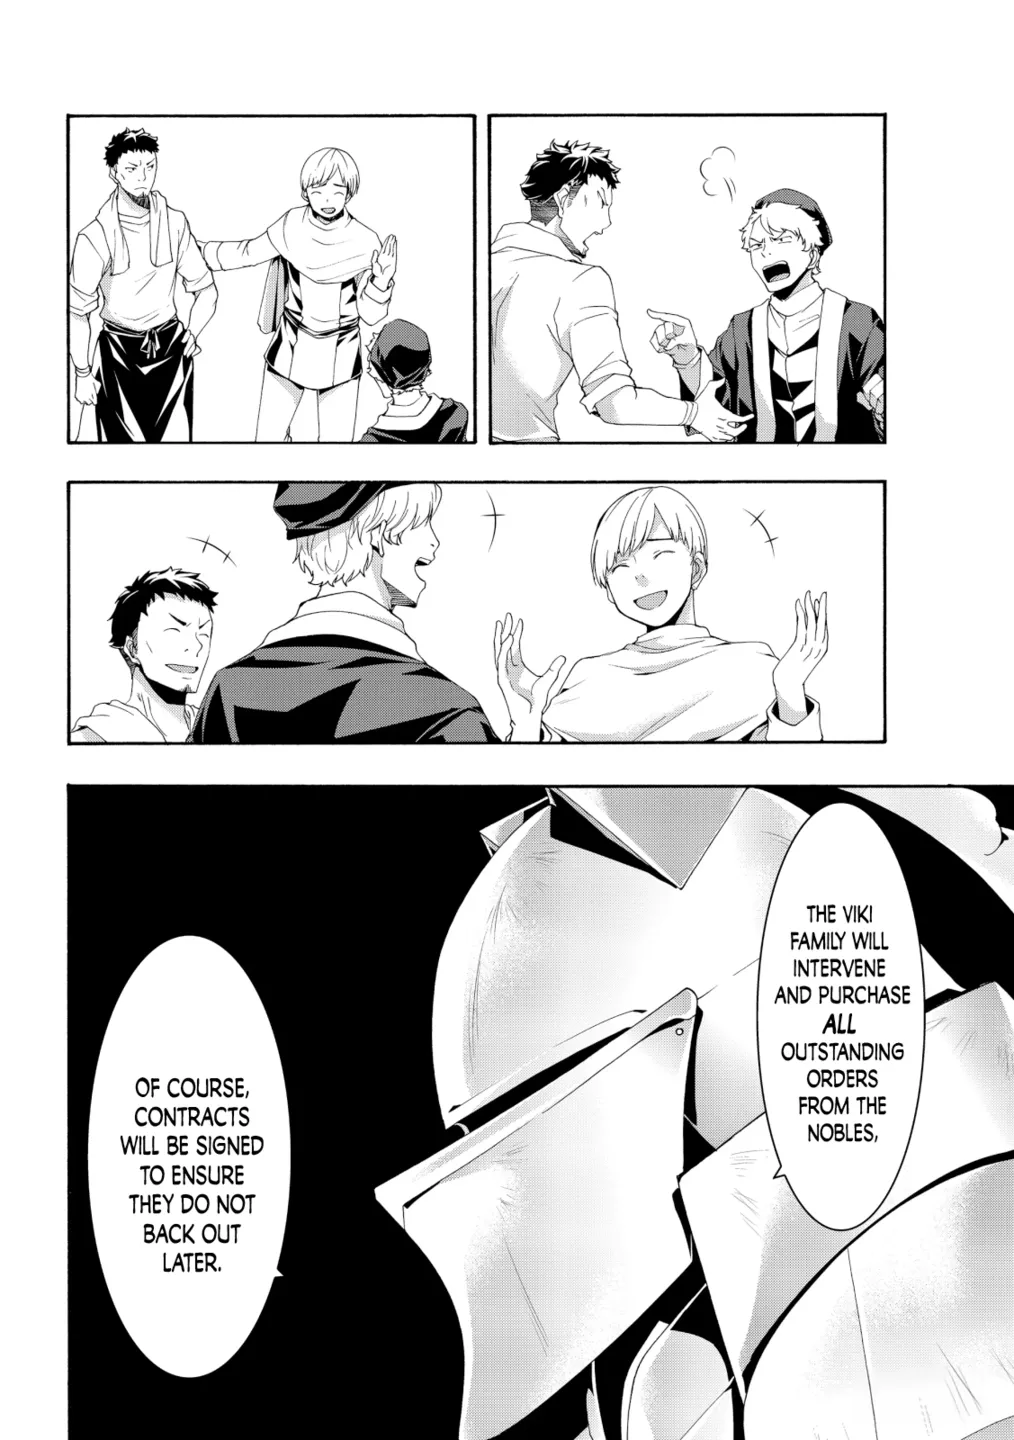 THE VIKI
FAMILY WILL
INTERVENE
AND PURCHASE
ALL
OUTSTANDING
ORDERS
FROM THE
NOBLES,
OF COURSE,
CONTRACTS
WILL BE SIGNED
TO ENSURE
THEY DO NOT
BACK OUT
LATER.